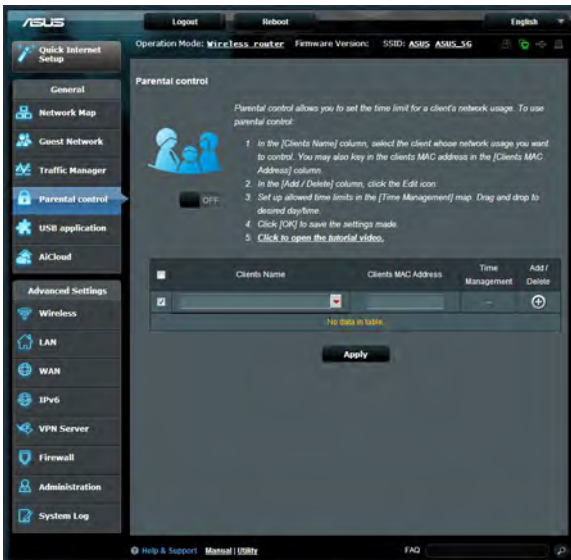 ASUS
Logout
Reboot
English
Quick Internet
Setup
Operation Mode: Wireless router Firmware Version: SSID: ASUS ASUS_5G
General
Network Map
Guest Network
Traffic Manager
Parental control
USB application
AiCloud
Advanced Settings
Wireless
LAN
WAN
IPv6
VPN Server
Firewall
Administration
System Log
Parental control
Parental control allows you to set the time limit for a client's network usage. To use
parental control:
1. In the [Clients Name] column, select the client whose network usage you want
to control. You may also key in the clients MAC address in the [Clients MAC
Address] column.
2. In the [Add / Delete] column, click the Edit icon.
3. Set up allowed time limits in the [Time Management] map. Drag and drop to
desired day/time.
4. Click [OK] to save the settings made.
5. Click to open the tutorial video.
OFF
Clients Name
Clients MAC Address
Time
Management
Add /
Delete
--
No data in table.
Apply
Help & Support Manual | Utility FAQ